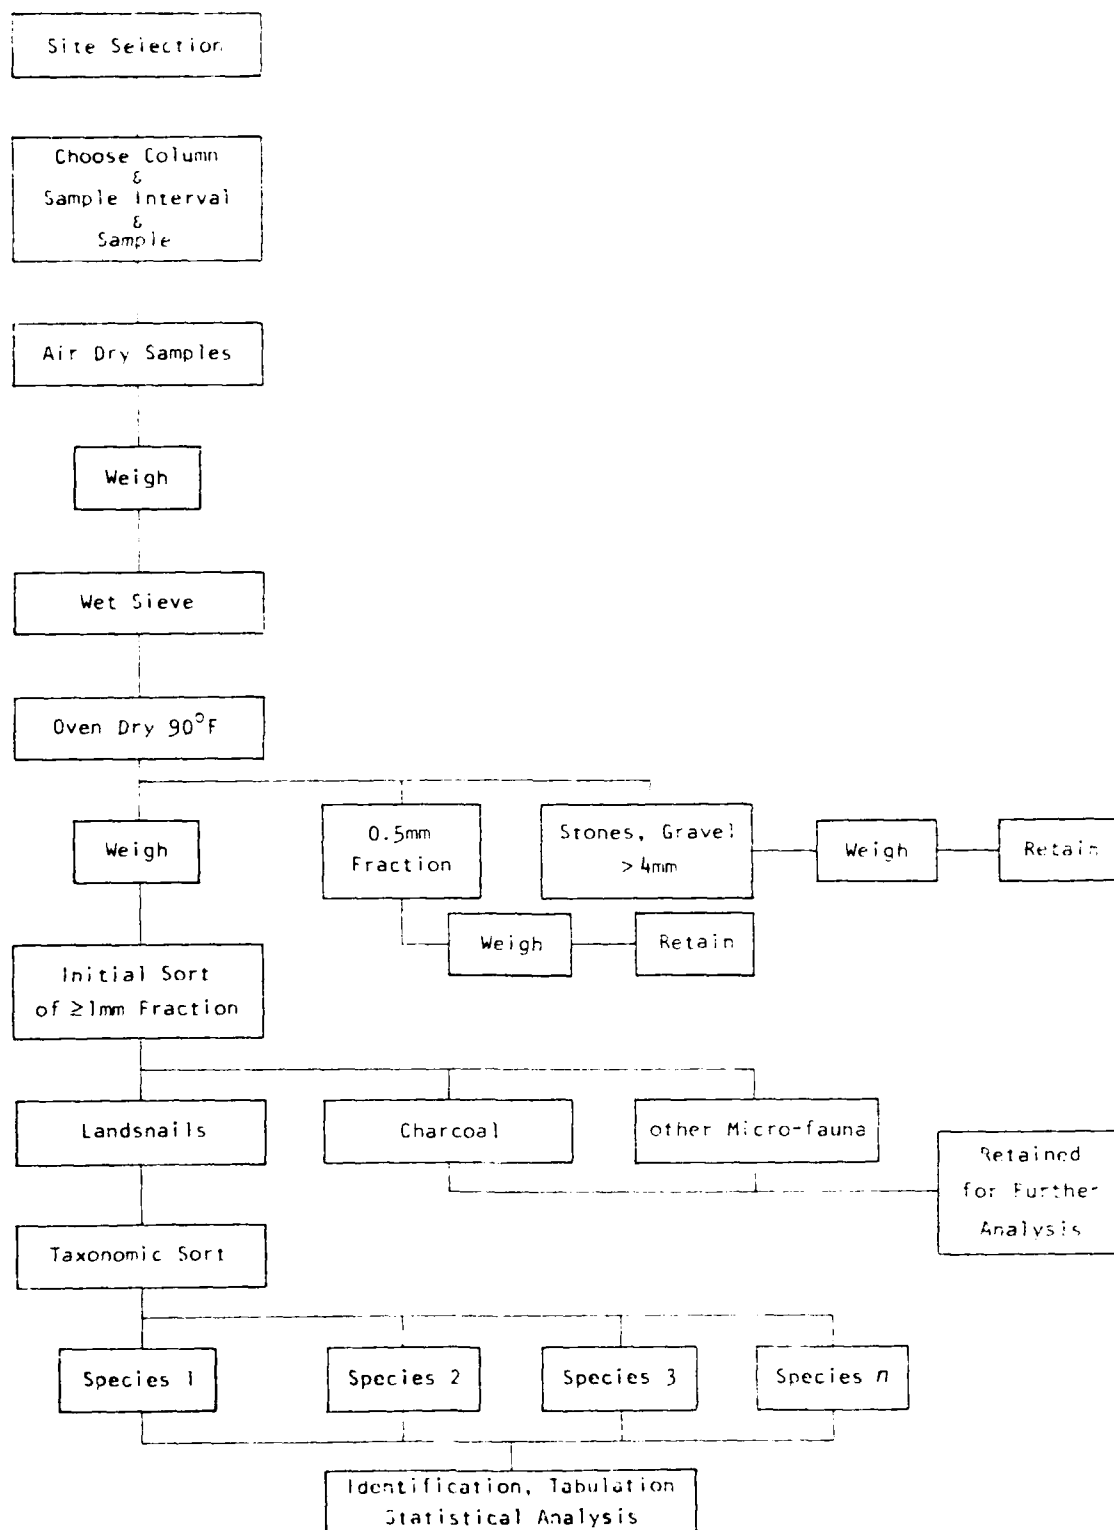 Site Selection
Choose Column
&
Sample Interval
&
Sample
Air Dry Samples
Weigh
Wet Sieve
Oven Dry 90°F
Weigh
0.5mm
Fraction
Stones, Gravel
> 4mm
Weigh
Retain
Weigh
Retain
Initial Sort
of ≥1mm Fraction
Landsnails
Charcoal
other Micro-fauna
Retained
for Further
Analysis
Taxonomic Sort
Species 1
Species 2
Species 3
Species n
Identification, Tabulation
Statistical Analysis